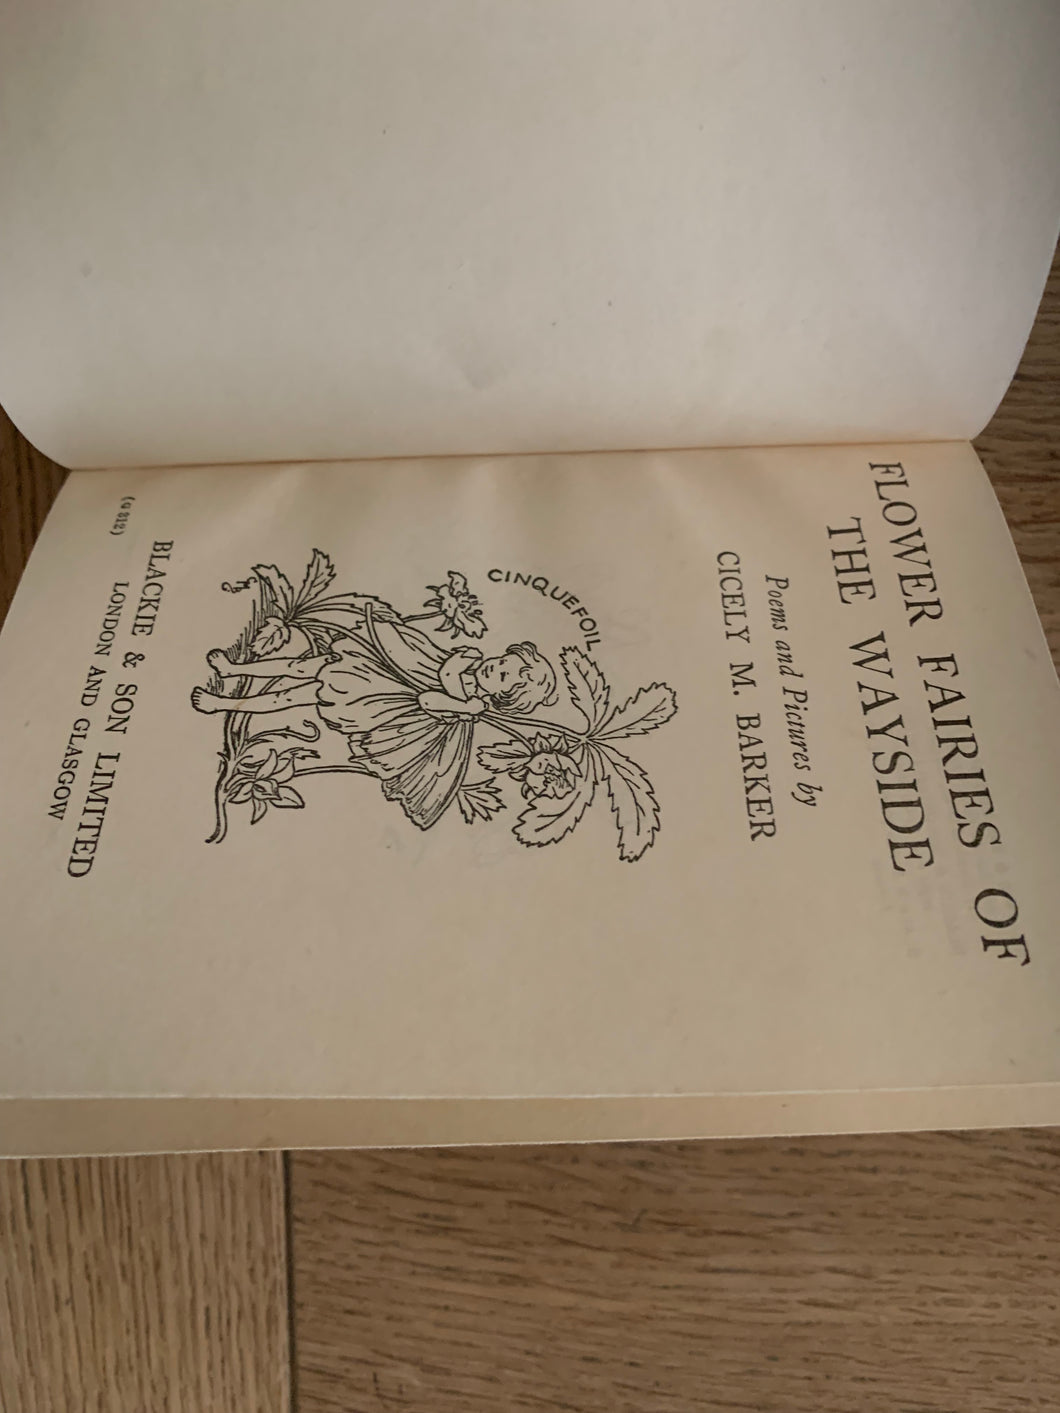 FLOWER FAIRIES OF
THE WAYSIDE
Poems and Pictures by
CICELY M. BARKER
CINQUEFOIL
BLACKIE & SON LIMITED
LONDON AND GLASGOW